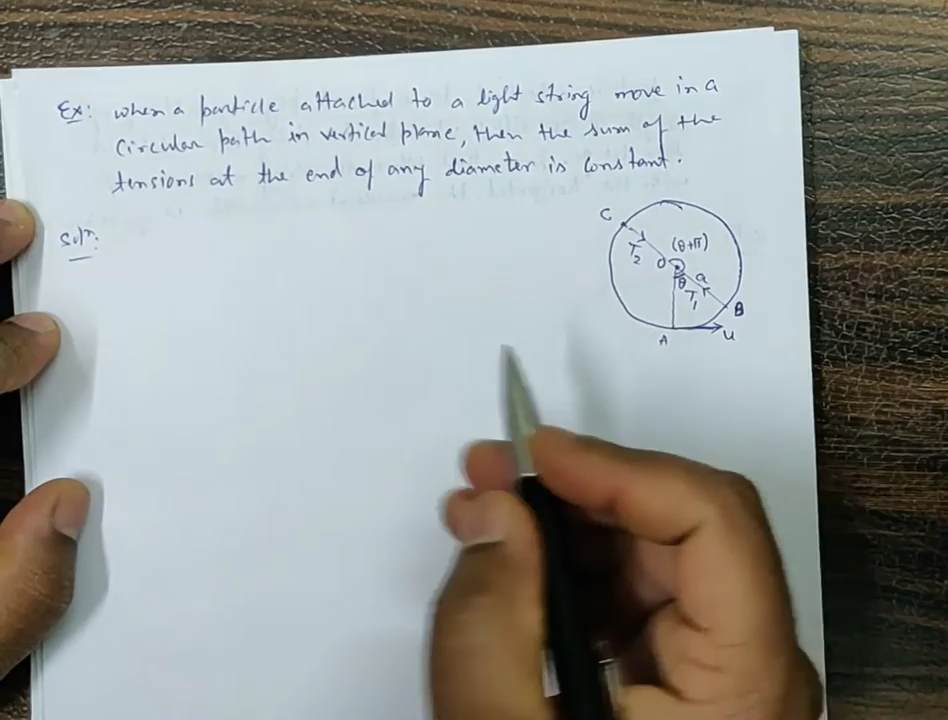 Ex: when a particle attached to a light string move in a
Circular path in vertical plane, then the sum of the
tensions at the end of any diameter is constant.
Solⁿ:
C
T₂
(θ+π)
O
θ
a
T₁
B
A
u